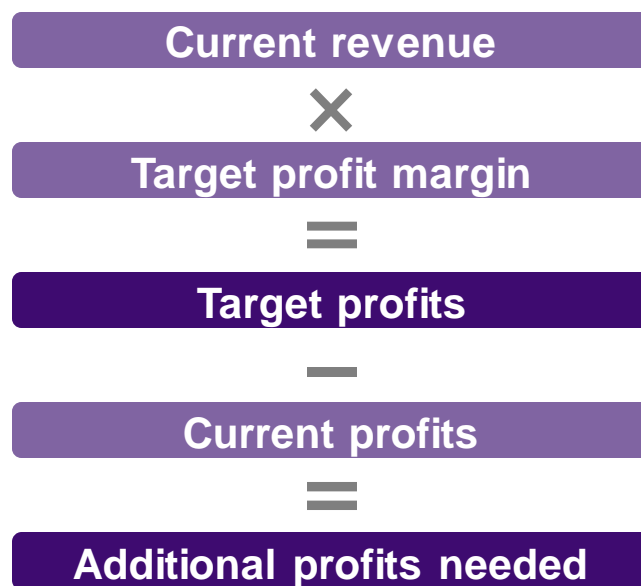 Current revenue
×
Target profit margin
=
Target profits
−
Current profits
=
Additional profits needed